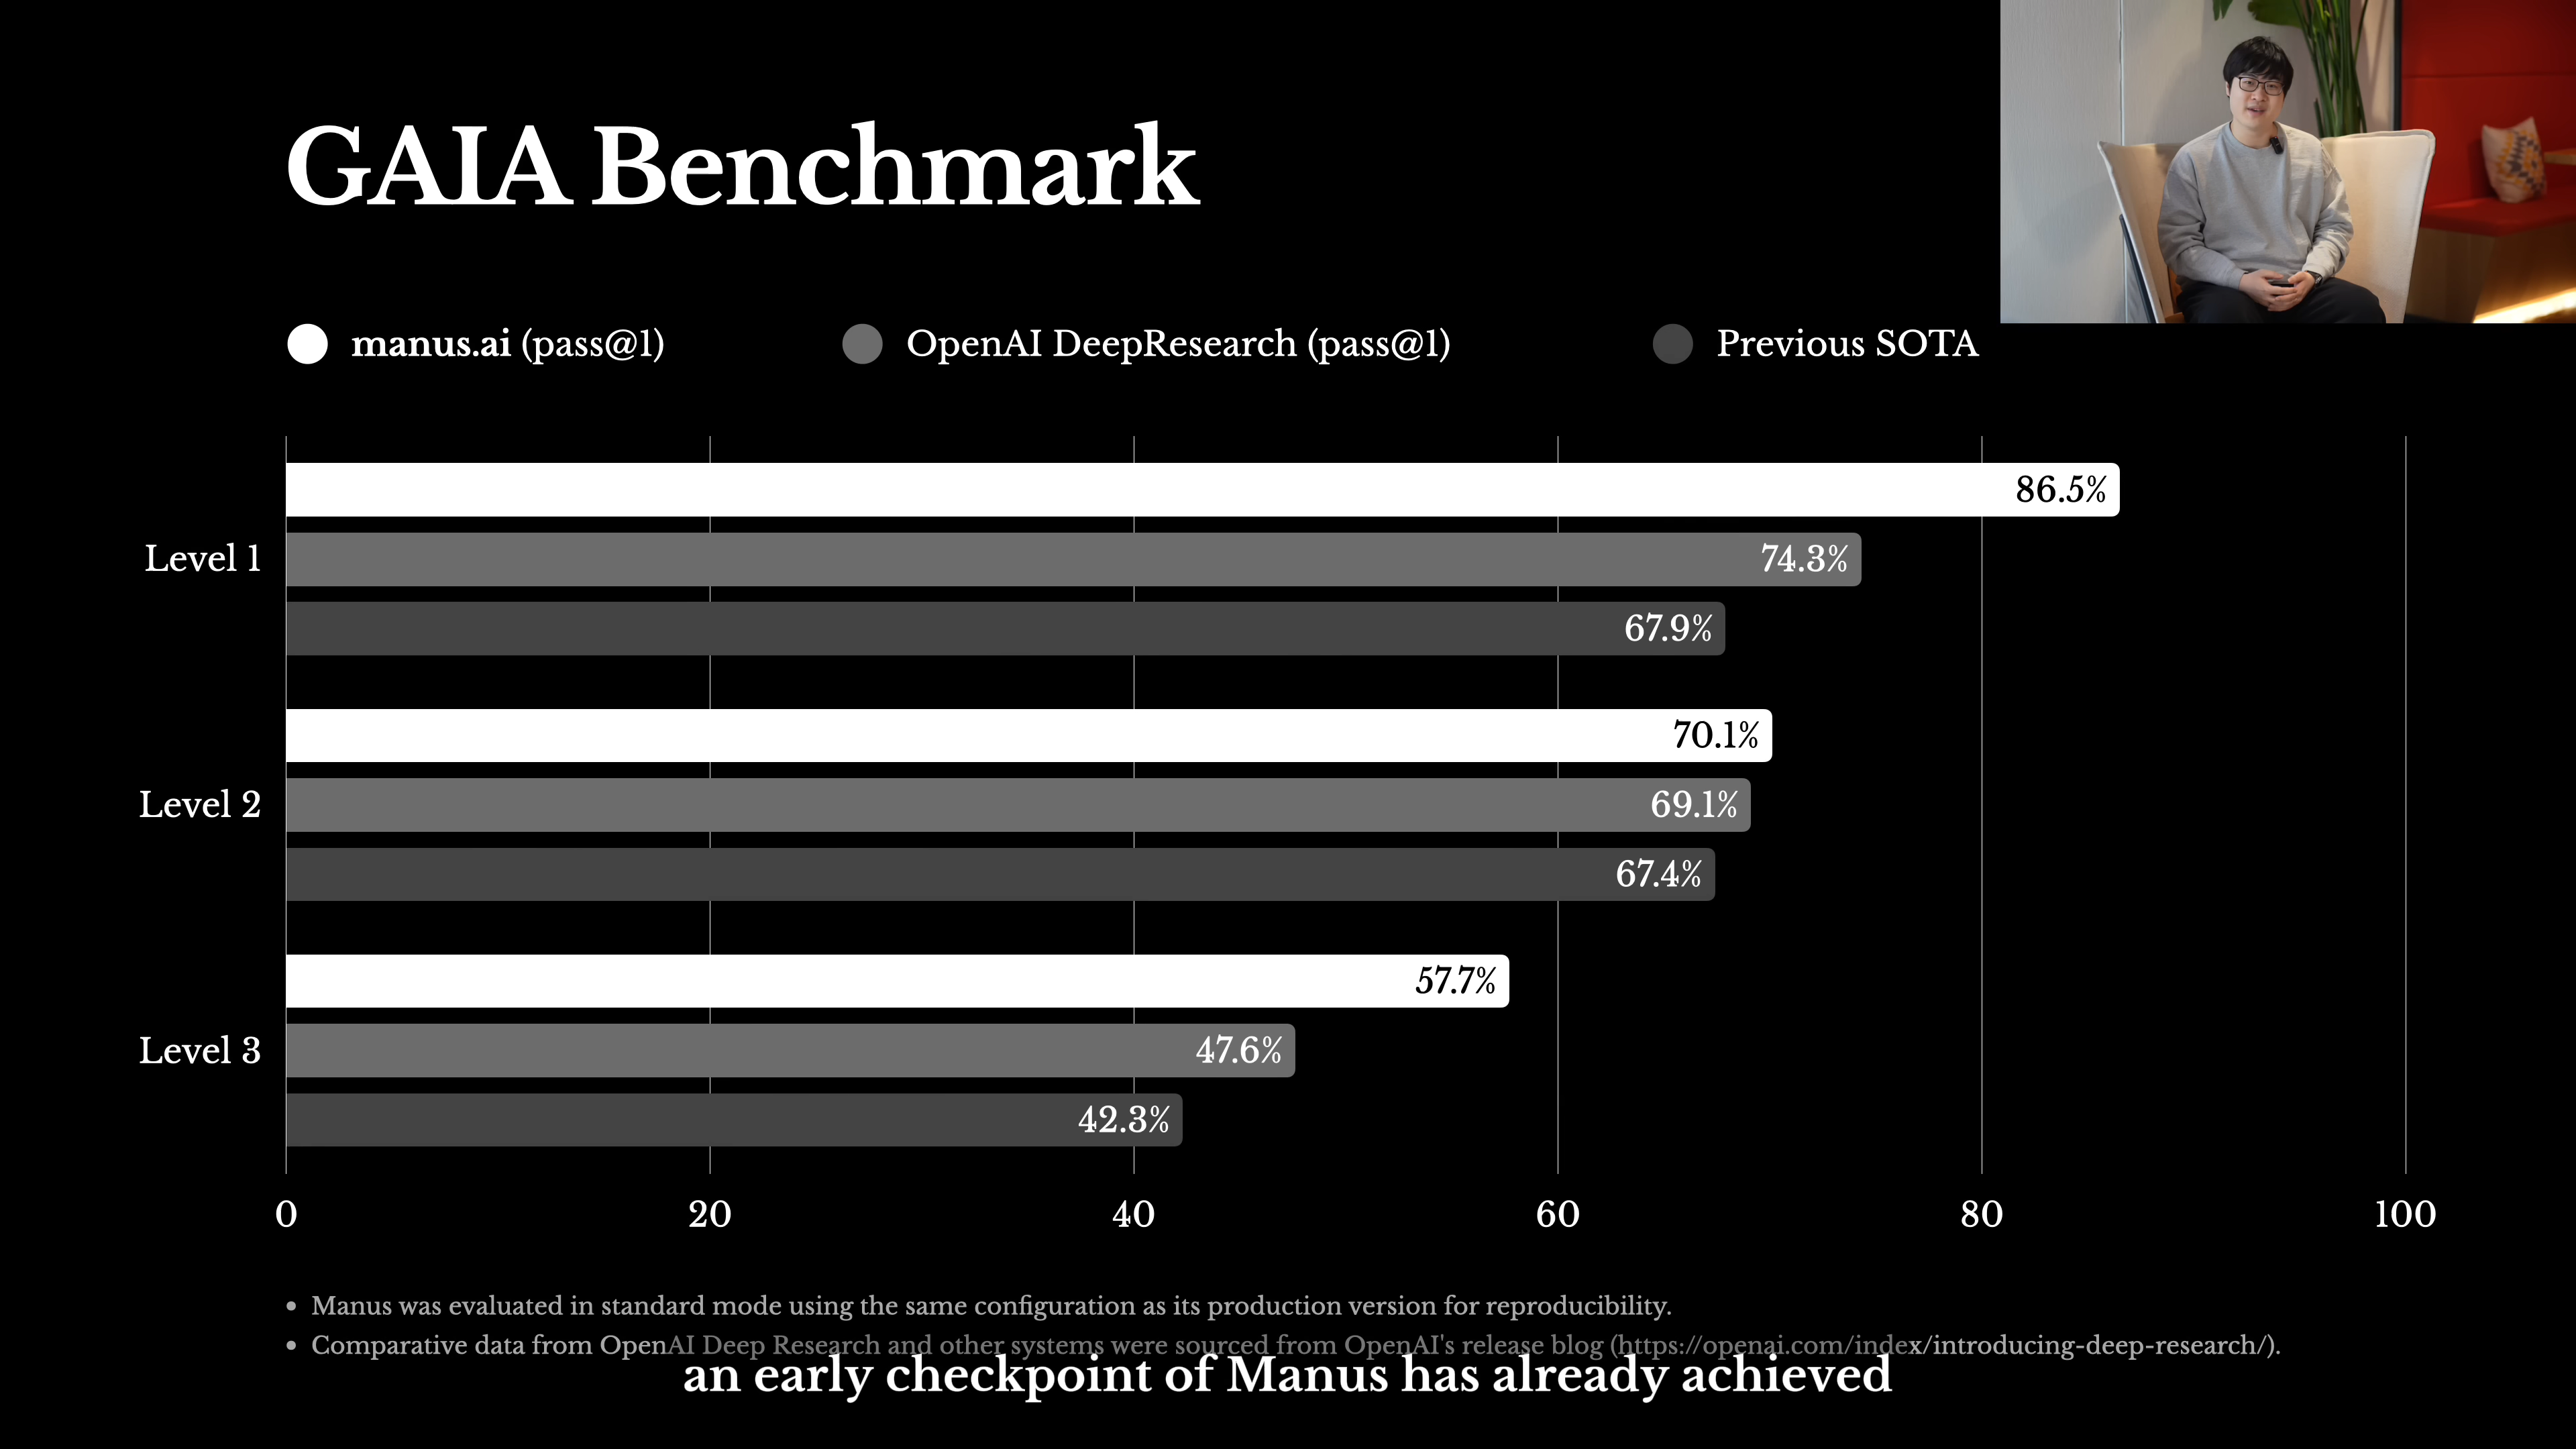 GAIA Benchmark
manus.ai (pass@1)
OpenAI DeepResearch (pass@1)
Previous SOTA
86.5%
Level 1
74.3%
67.9%
70.1%
Level 2
69.1%
67.4%
57.7%
Level 3
47.6%
42.3%
0 20 40 60 80 100
• Manus was evaluated in standard mode using the same configuration as its production version for reproducibility.
• Comparative data from OpenAI Deep Research and other systems were sourced from OpenAI's release blog (https://openai.com/index/introducing-deep-research/).
an early checkpoint of Manus has already achieved